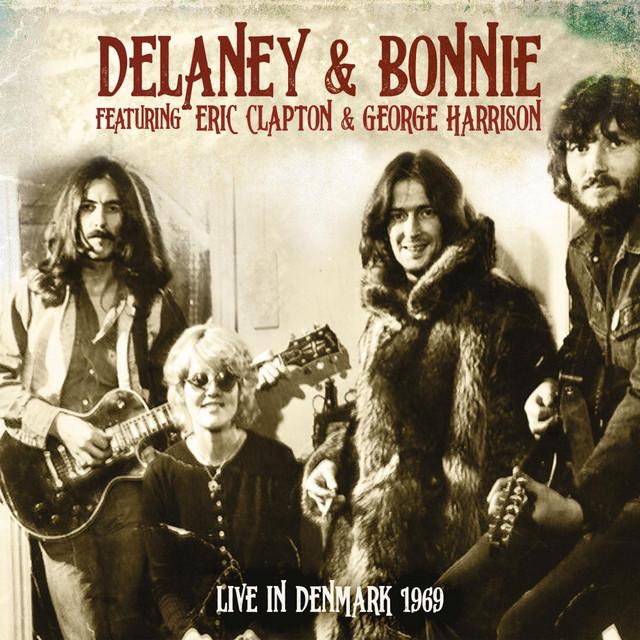 DELANEY & BONNIE
FEATURING ERIC CLAPTON & GEORGE HARRISON
LIVE IN DENMARK 1969